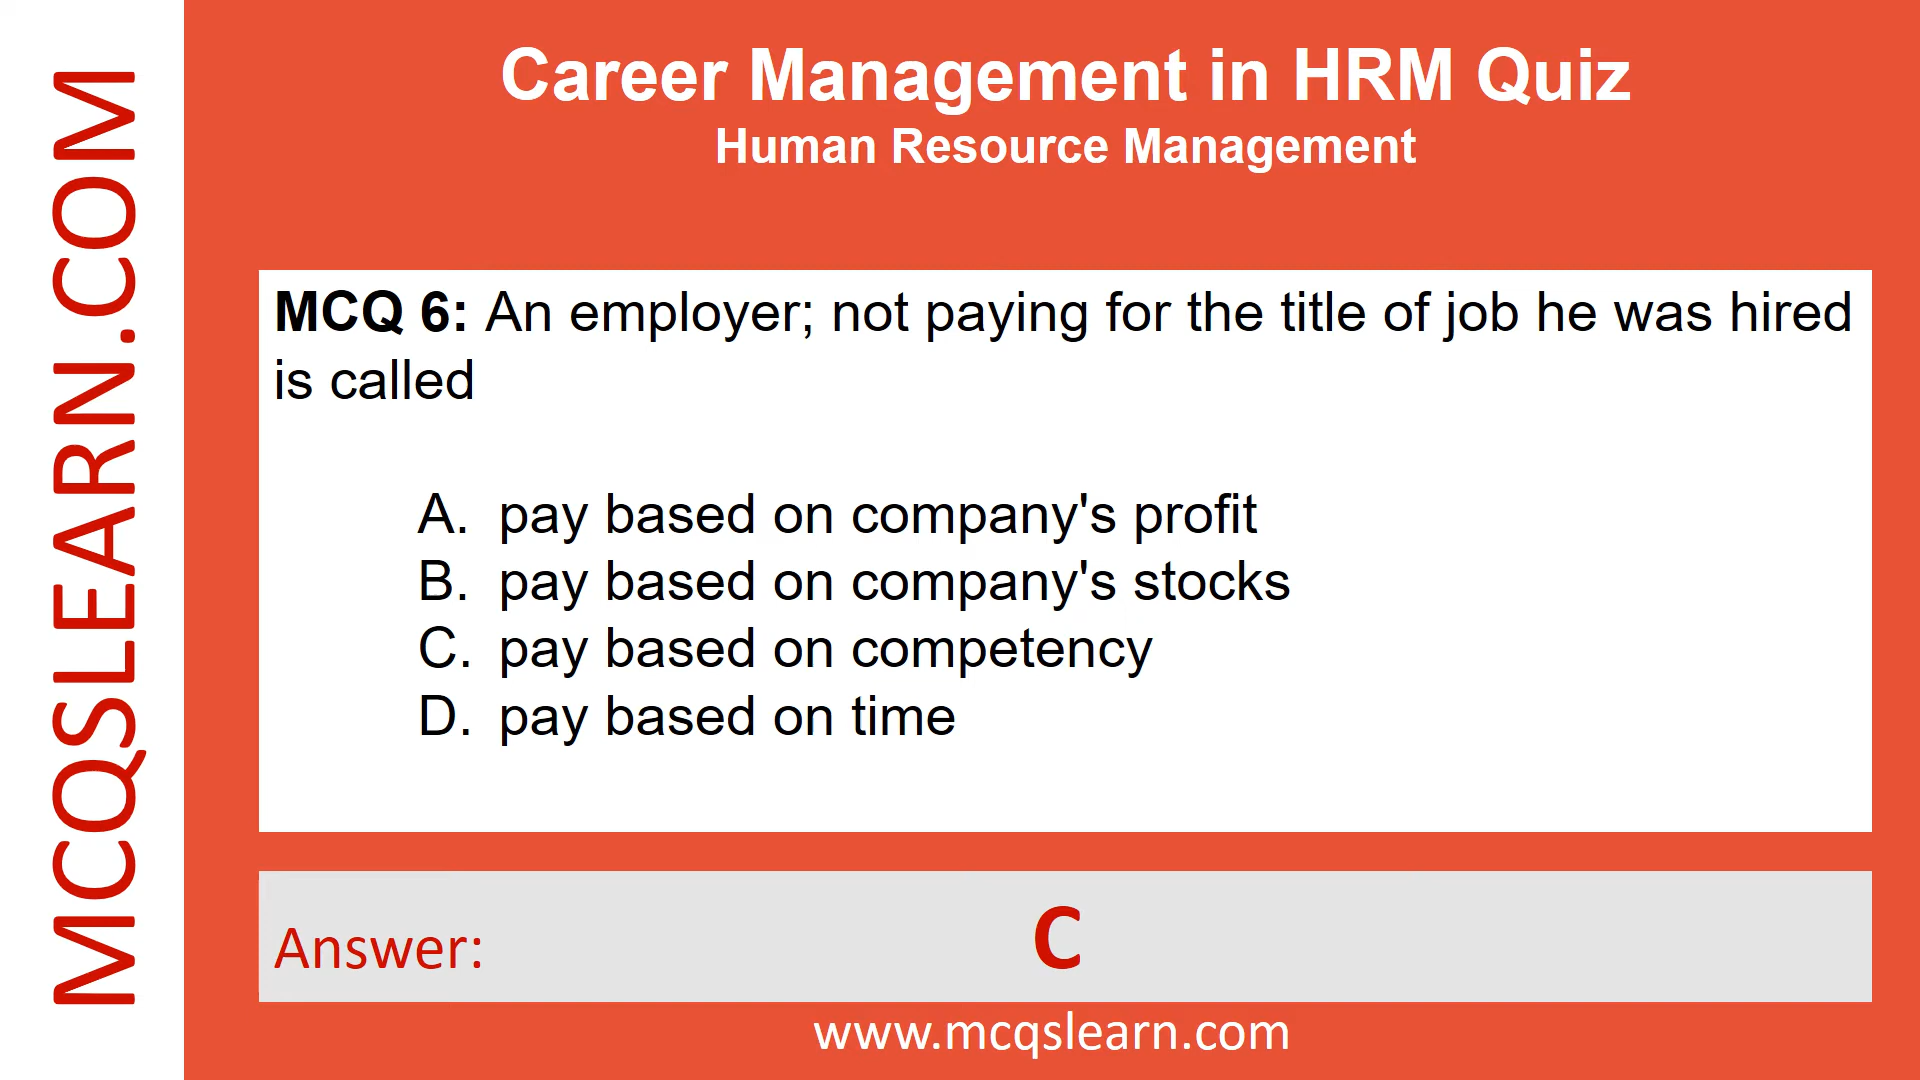 MCQSLEARN.COM
Career Management in HRM Quiz
Human Resource Management
MCQ 6: An employer; not paying for the title of job he was hired
is called
A. pay based on company's profit
B. pay based on company's stocks
C. pay based on competency
D. pay based on time
Answer: C
www.mcqslearn.com